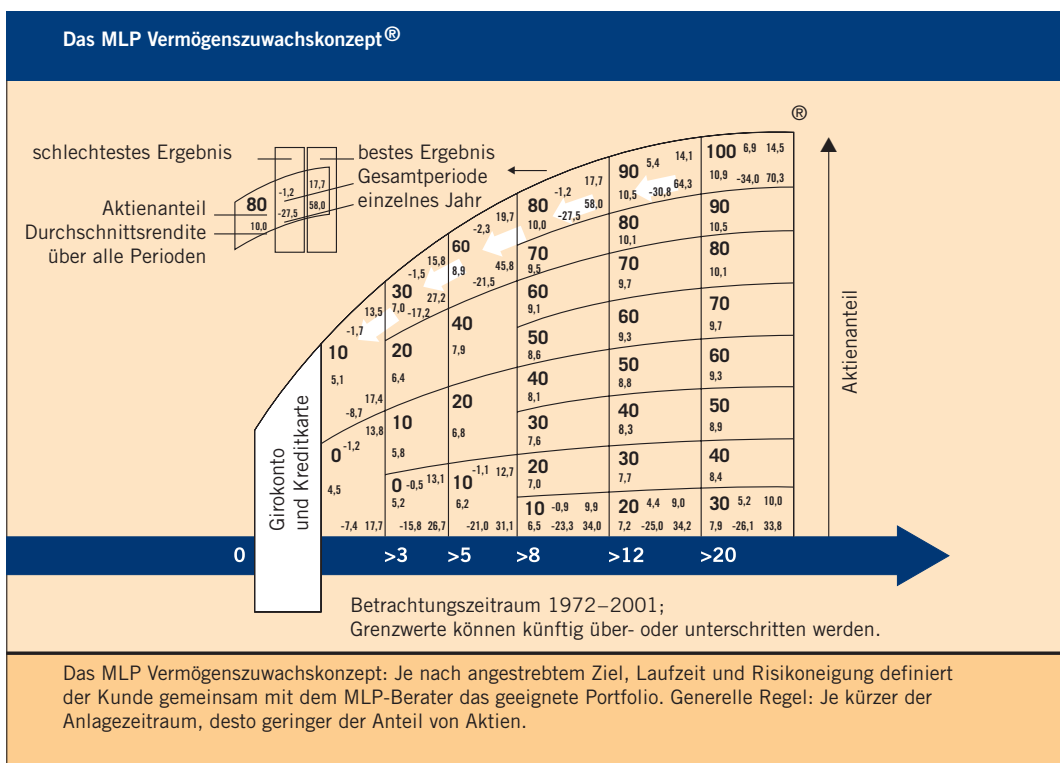 Das MLP Vermögenszuwachskonzept®
®
schlechtestes Ergebnis
bestes Ergebnis
Gesamtperiode
einzelnes Jahr
Aktienanteil
Durchschnittsrendite
über alle Perioden
80
10,0
-1,2
17,7
-27,5
58,0
Girokonto
und Kreditkarte
10
-1,7 13,5
5,1
-8,7 17,4
0 -1,2 13,8
4,5
-7,4 17,7
30 -1,5 15,8
7,0 -17,2 27,2
20
6,4
10
5,8
0 -0,5 13,1
5,2
-15,8 26,7
60 -2,3 19,7
8,9 -21,5 45,8
40
7,9
20
6,8
10 -1,1 12,7
6,2
-21,0 31,1
80 -1,2 17,7
10,0 -27,5 58,0
70
9,5
60
9,1
50
8,6
40
8,1
30
7,6
20
7,0
10 -0,9 9,9
6,5 -23,3 34,0
90 5,4 14,1
10,5 -30,8 64,3
80
10,1
70
9,7
60
9,3
50
8,8
40
8,3
30
7,7
20 4,4 9,0
7,2 -25,0 34,2
100 6,9 14,5
10,9 -34,0 70,3
90
10,5
80
10,1
70
9,7
60
9,3
50
8,9
40
8,4
30 5,2 10,0
7,9 -26,1 33,8
Aktienanteil
0 >3 >5 >8 >12 >20
Betrachtungszeitraum 1972–2001;
Grenzwerte können künftig über- oder unterschritten werden.
Das MLP Vermögenszuwachskonzept: Je nach angestrebtem Ziel, Laufzeit und Risikoneigung definiert
der Kunde gemeinsam mit dem MLP-Berater das geeignete Portfolio. Generelle Regel: Je kürzer der
Anlagezeitraum, desto geringer der Anteil von Aktien.